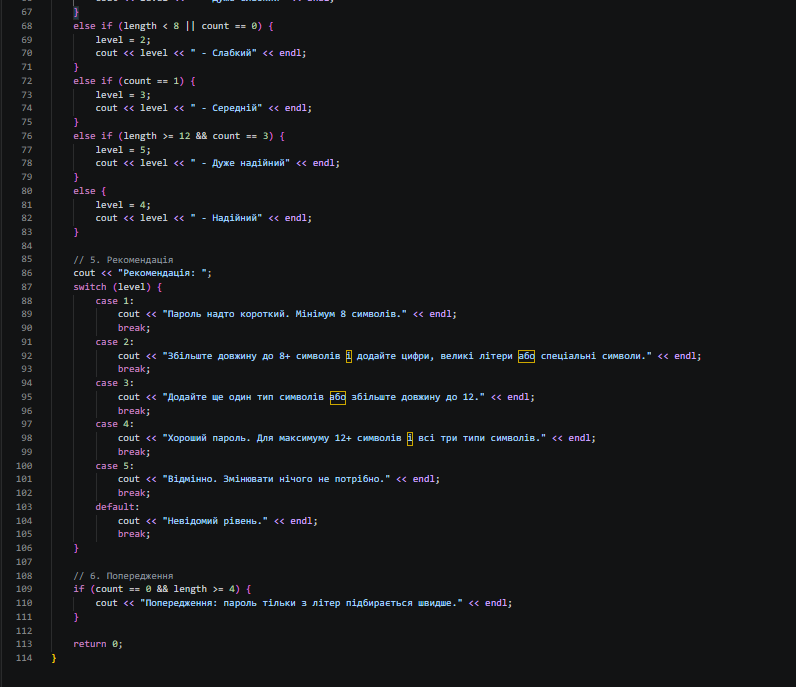 67 }
68 else if (length < 8 || count == 0) {
69 level = 2;
70 cout << level << " - Слабкий" << endl;
71 }
72 else if (count == 1) {
73 level = 3;
74 cout << level << " - Середній" << endl;
75 }
76 else if (length >= 12 && count == 3) {
77 level = 5;
78 cout << level << " - Дуже надійний" << endl;
79 }
80 else {
81 level = 4;
82 cout << level << " - Надійний" << endl;
83 }
84
85 // 5. Рекомендація
86 cout << "Рекомендація: ";
87 switch (level) {
88 case 1:
89 cout << "Пароль надто короткий. Мінімум 8 символів." << endl;
90 break;
91 case 2:
92 cout << "Збільште довжину до 8+ символів і додайте цифри, великі літери або спеціальні символи." << endl;
93 break;
94 case 3:
95 cout << "Додайте ще один тип символів або збільште довжину до 12." << endl;
96 break;
97 case 4:
98 cout << "Хороший пароль. Для максимуму 12+ символів і всі три типи символів." << endl;
99 break;
100 case 5:
101 cout << "Відмінно. Змінювати нічого не потрібно." << endl;
102 break;
103 default:
104 cout << "Невідомий рівень." << endl;
105 break;
106 }
107
108 // 6. Попередження
109 if (count == 0 && length >= 4) {
110 cout << "Попередження: пароль тільки з літер підбирається швидше." << endl;
111 }
112
113 return 0;
114 }